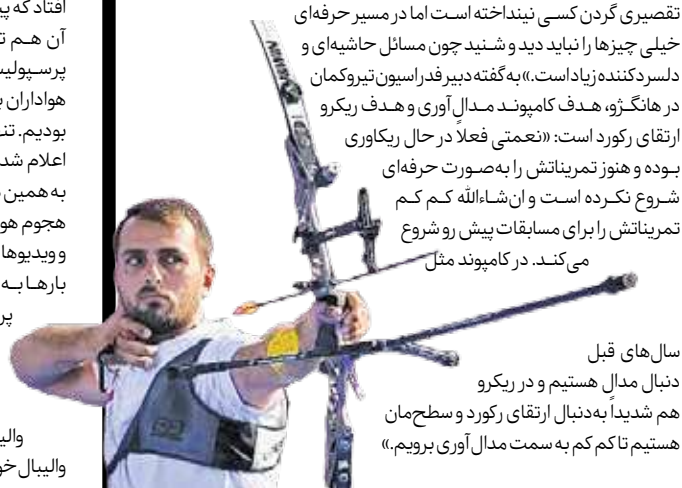 تقصیری گردن کسی نینداخته است اما در مسیر حرفه‌ای
خیلی چیزها را نباید دید و شنید چون مسائل حاشیه‌ای و
دلسردکننده زیاد است.» به گفته دبیر فدراسیون تیروکمان
در هانگژو، هدف کامپوند مدال‌آوری و هدف ریکرو
ارتقای رکورد است: «نعمتی فعلا در حال ریکاوری
بوده و هنوز تمریناتش را به‌صورت حرفه‌ای
شروع نکرده است و ان‌شاءالله کم کم
تمریناتش را برای مسابقات پیش رو شروع
می‌کند. در کامپوند مثل
سال‌های قبل
دنبال مدال هستیم و در ریکرو
هم شدیداً به‌دنبال ارتقای رکورد و سطح‌مان
هستیم تا کم کم به سمت مدال‌آوری برویم.»
افتاد که
آن هم
هواداران
بودیم.
اعلام شد
به همین
هجوم
و ویدیوها
بارها به